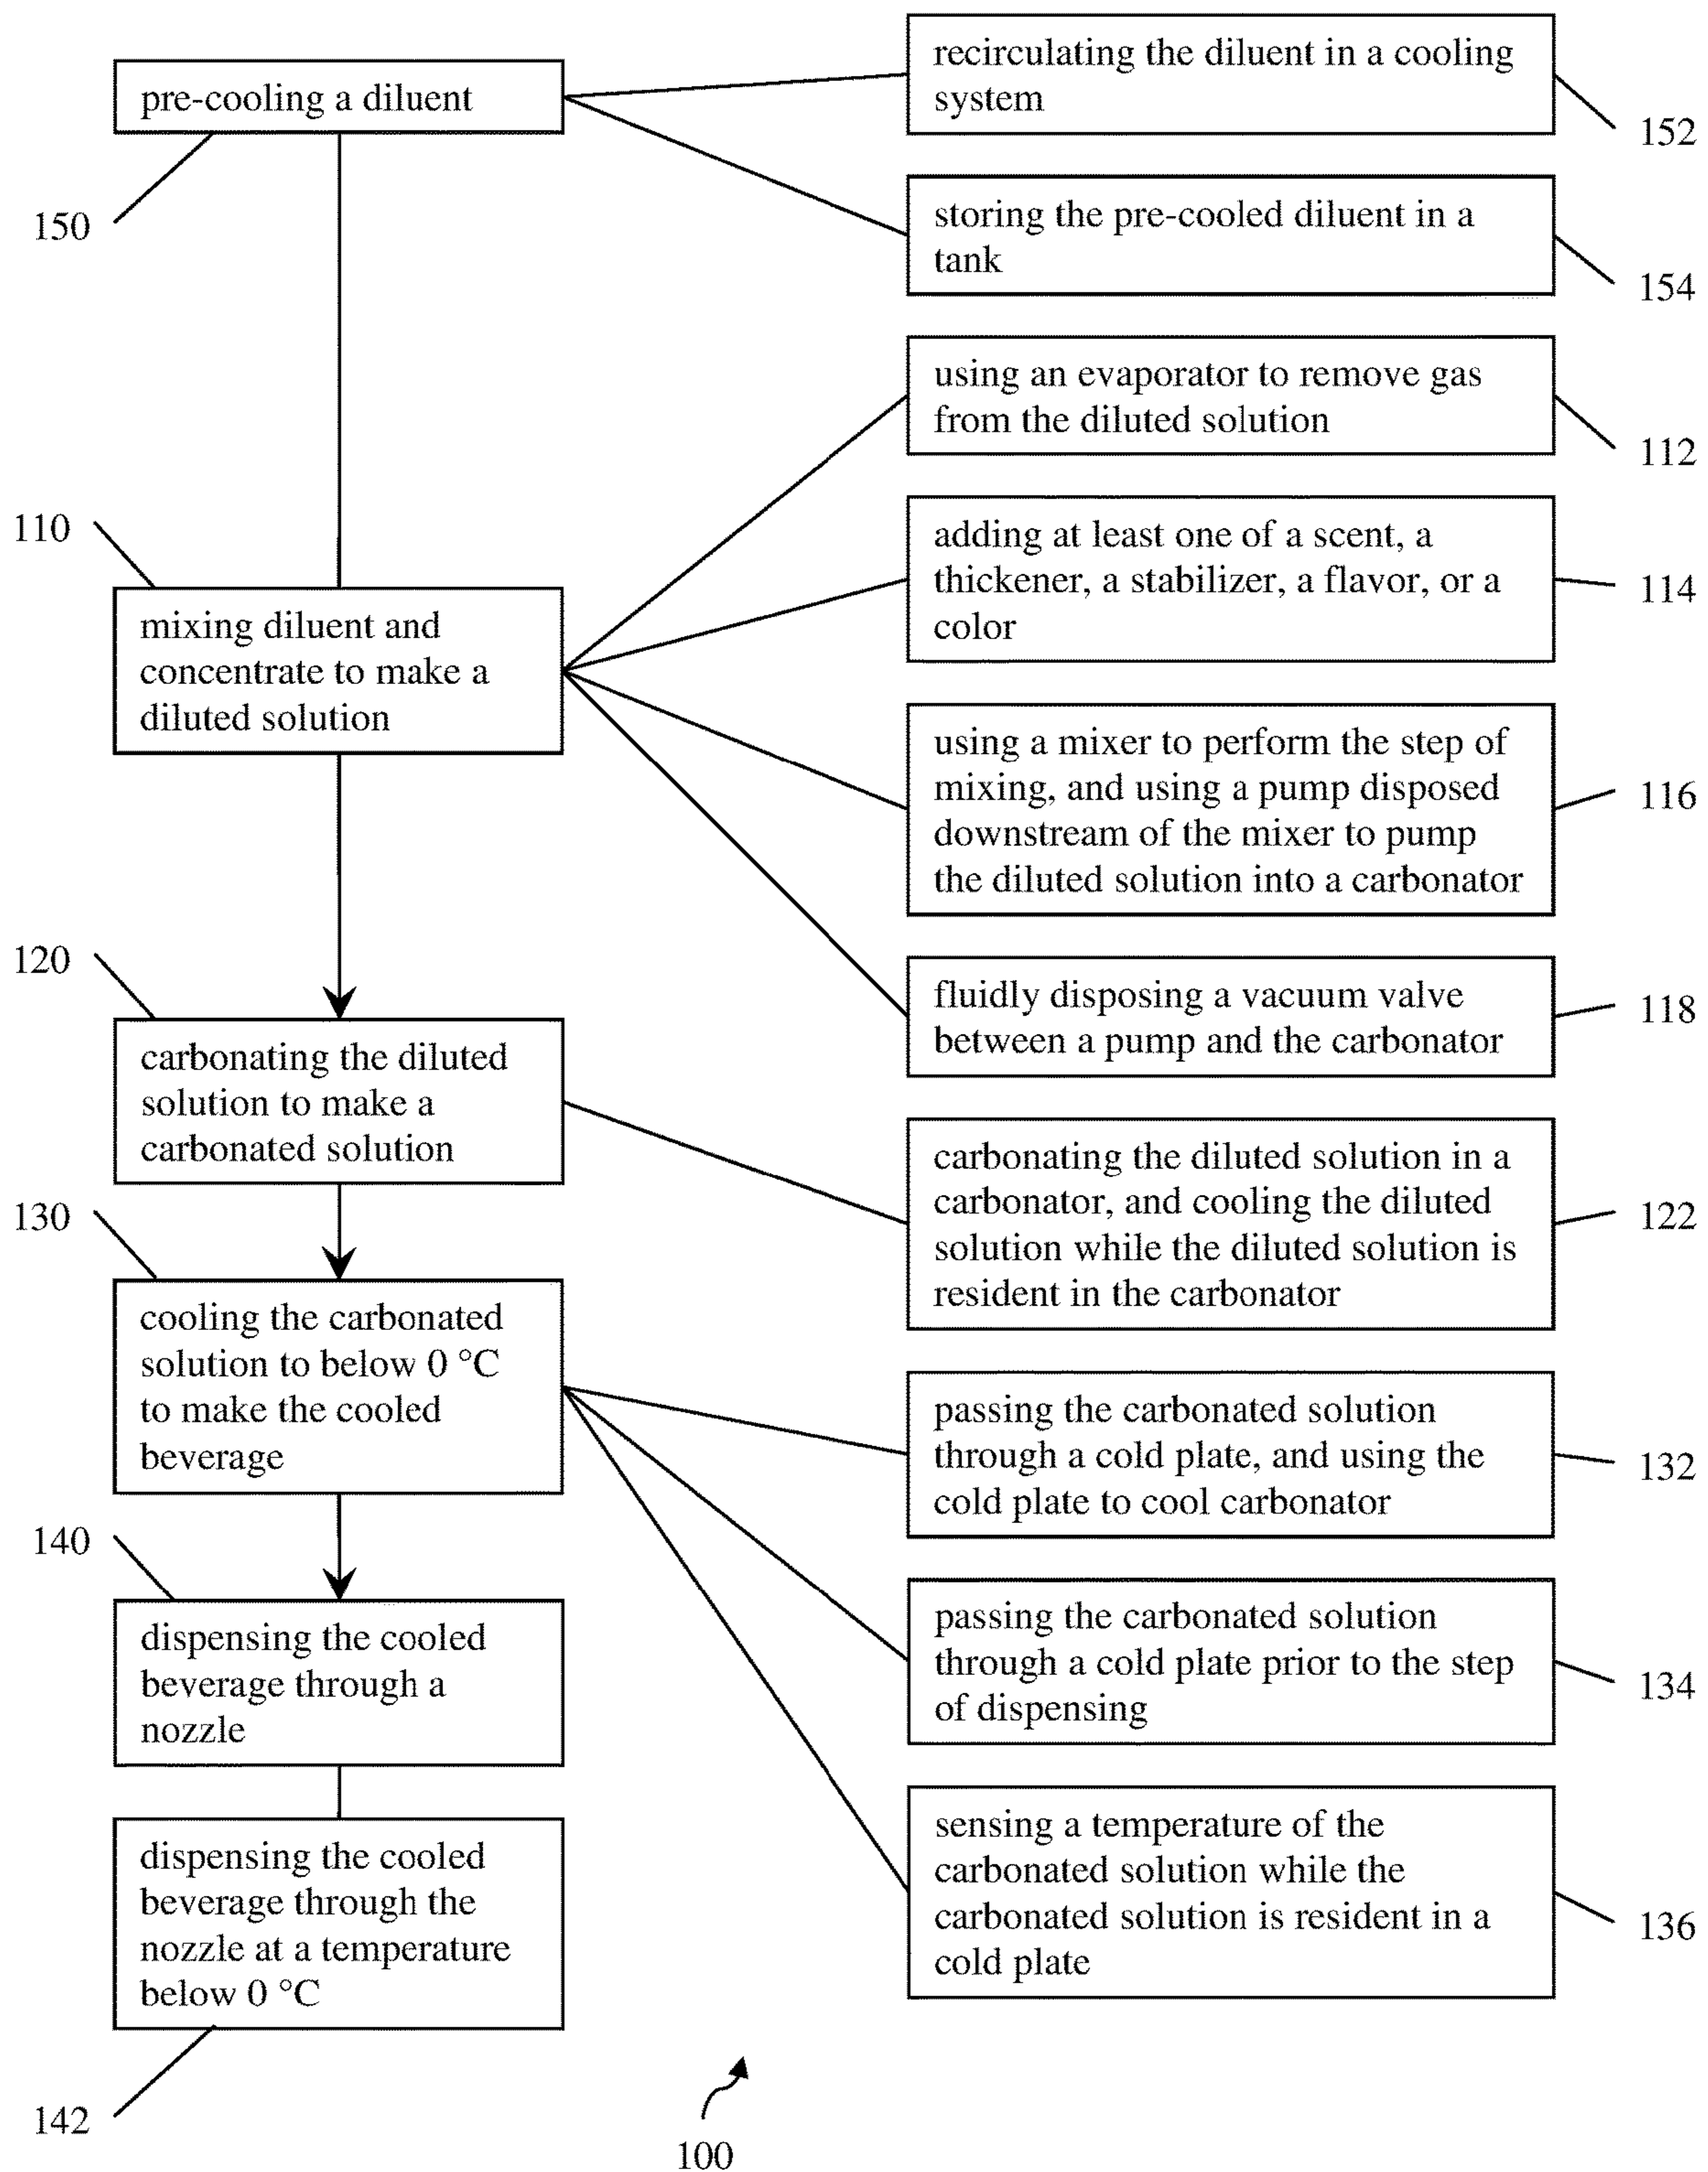 pre-cooling a diluent
150
recirculating the diluent in a cooling
system
152
storing the pre-cooled diluent in a
tank
154
using an evaporator to remove gas
from the diluted solution
112
110
mixing diluent and
concentrate to make a
diluted solution
adding at least one of a scent, a
thickener, a stabilizer, a flavor, or a
color
114
using a mixer to perform the step of
mixing, and using a pump disposed
downstream of the mixer to pump
the diluted solution into a carbonator
116
fluidly disposing a vacuum valve
between a pump and the carbonator
118
120
carbonating the diluted
solution to make a
carbonated solution
carbonating the diluted solution in a
carbonator, and cooling the diluted
solution while the diluted solution is
resident in the carbonator
122
130
cooling the carbonated
solution to below 0 °C
to make the cooled
beverage
passing the carbonated solution
through a cold plate, and using the
cold plate to cool carbonator
132
passing the carbonated solution
through a cold plate prior to the step
of dispensing
134
sensing a temperature of the
carbonated solution while the
carbonated solution is resident in a
cold plate
136
140
dispensing the cooled
beverage through a
nozzle
dispensing the cooled
beverage through the
nozzle at a temperature
below 0 °C
142
100